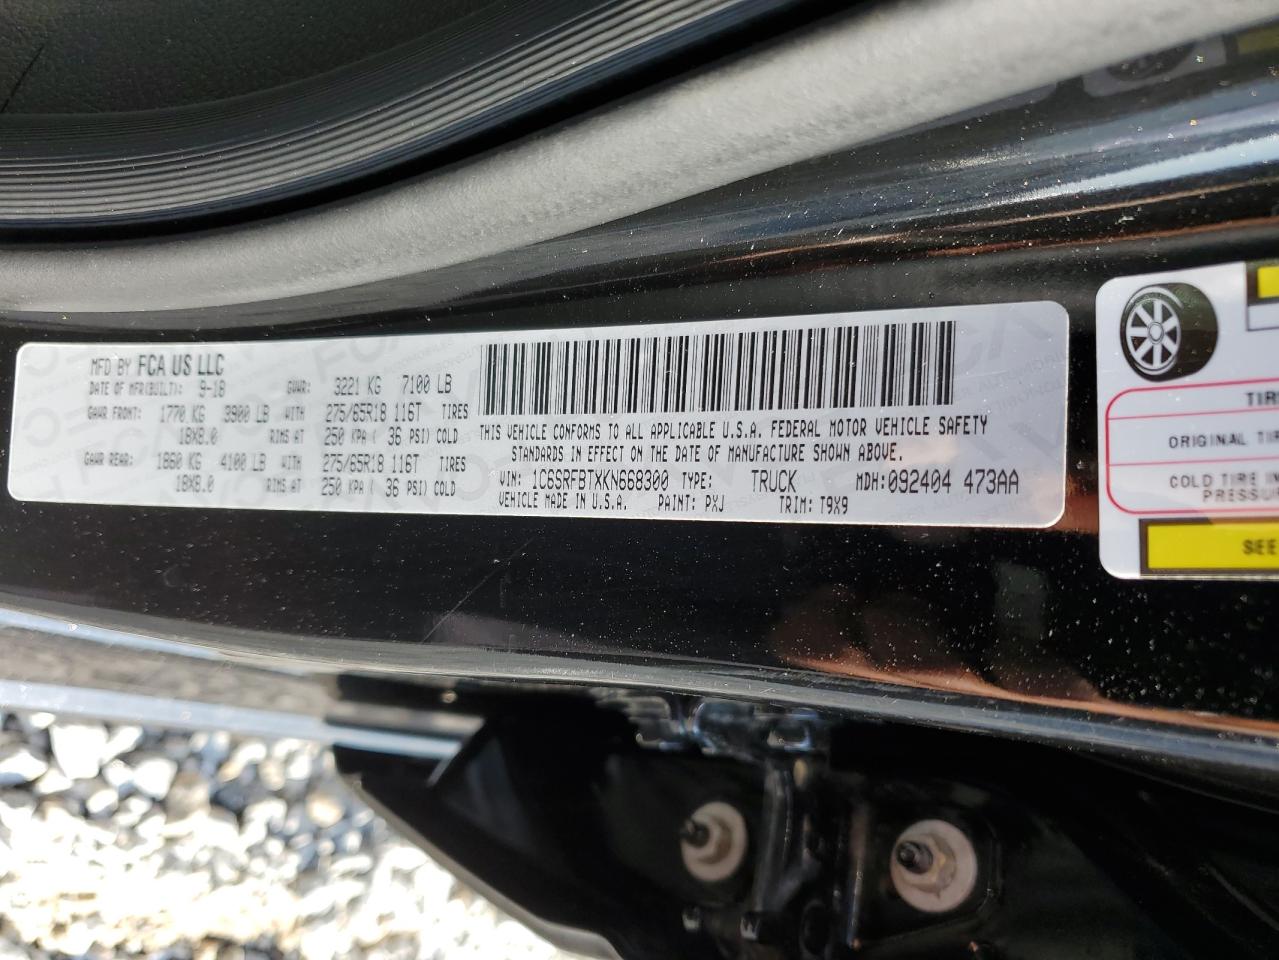 MFD BY FCA US LLC
DATE OF MFR(BUILT): 9-18 GVWR: 3221 KG 7100 LB
GAWR FRONT: 1770 KG 3900 LB WITH 275/65R18 116T TIRES
18X8.0 RIMS AT 250 KPA ( 36 PSI) COLD
GAWR REAR: 1860 KG 4100 LB WITH 275/65R18 116T TIRES
18X8.0 RIMS AT 250 KPA ( 36 PSI) COLD
THIS VEHICLE CONFORMS TO ALL APPLICABLE U.S.A. FEDERAL MOTOR VEHICLE SAFETY
STANDARDS IN EFFECT ON THE DATE OF MANUFACTURE SHOWN ABOVE.
VIN: 1C6SRFBTXKN668300 TYPE: TRUCK MDH:092404 473AA
VEHICLE MADE IN U.S.A. PAINT: PXJ TRIM: T9X9
TIR
ORIGINAL TIR
COLD TIRE IN
PRESSUR
SEE